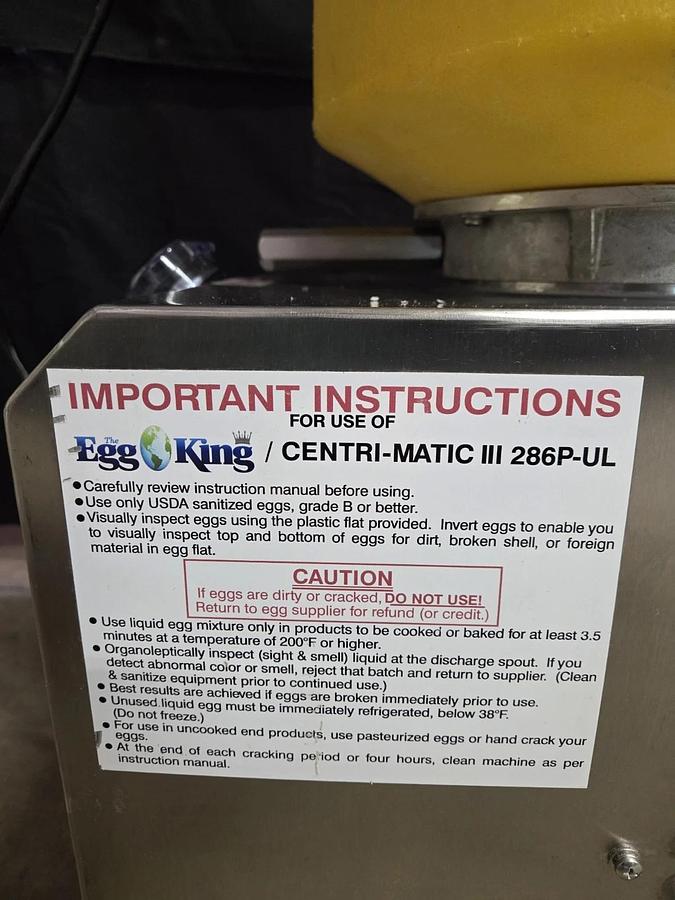 IMPORTANT INSTRUCTIONS
FOR USE OF
The Egg King / CENTRI-MATIC III 286P-UL
• Carefully review instruction manual before using.
• Use only USDA sanitized eggs, grade B or better.
• Visually inspect eggs using the plastic flat provided. Invert eggs to enable you
to visually inspect top and bottom of eggs for dirt, broken shell, or foreign
material in egg flat.
CAUTION
If eggs are dirty or cracked, DO NOT USE!
Return to egg supplier for refund (or credit.)
• Use liquid egg mixture only in products to be cooked or baked for at least 3.5
minutes at a temperature of 200°F or higher.
• Organoleptically inspect (sight & smell) liquid at the discharge spout. If you
detect abnormal color or smell, reject that batch and return to supplier. (Clean
& sanitize equipment prior to continued use.)
• Best results are achieved if eggs are broken immediately prior to use.
• Unused liquid egg must be immediately refrigerated, below 38°F.
(Do not freeze.)
• For use in uncooked end products, use pasteurized eggs or hand crack your
eggs.
• At the end of each cracking period or four hours, clean machine as per
instruction manual.